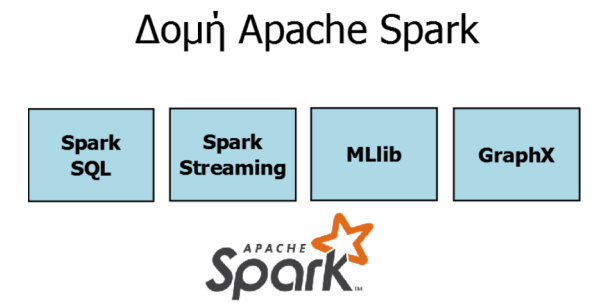 Δομή Apache Spark
Spark
SQL
Spark
Streaming
MLlib
GraphX
APACHE
Spark
TM